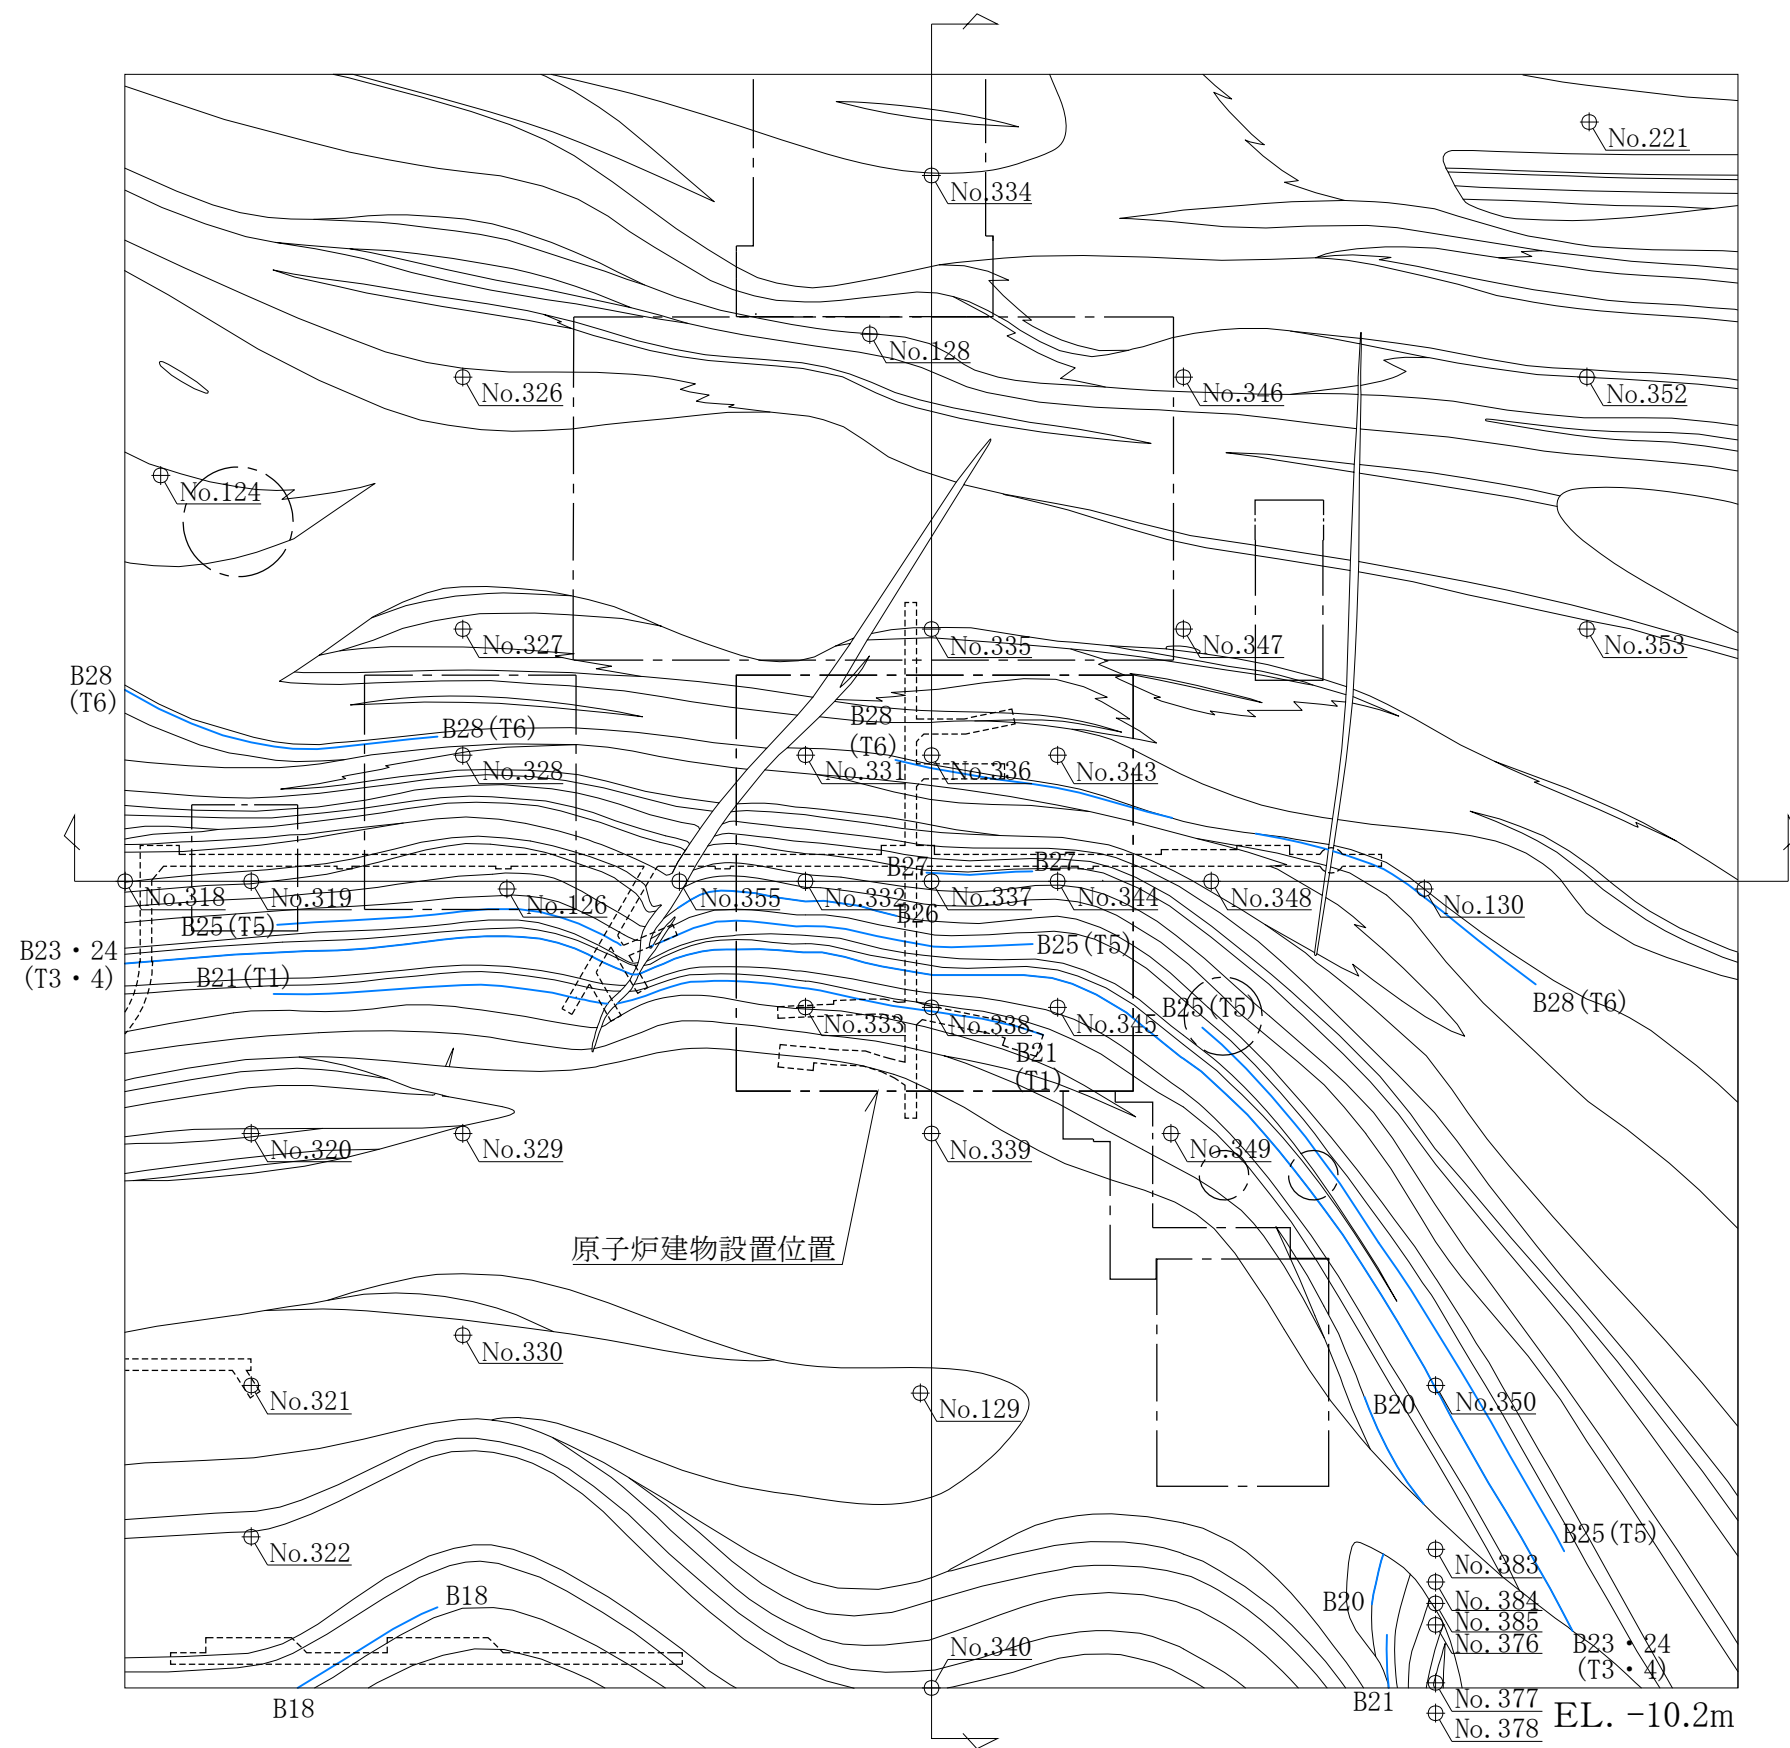 No.221
No.334
No.128
No.326
No.346
No.352
No.124
No.327
No.335
No.347
No.353
B28
(T6)
B28(T6)
B28
(T6)
No.328
No.331
No.336
No.343
B27
B27
No.318
No.319
No.126
No.355
No.332
No.337
No.344
No.348
No.130
B26
B25(T5)
B25(T5)
B23・24
(T3・4)
B21(T1)
B28(T6)
B25(T5)
No.333
No.338
No.345
B21
(T1)
No.320
No.329
No.339
No.349
原子炉建物設置位置
No.330
No.321
No.129
B20
No.350
No.322
B25(T5)
No.383
B18
B20
No.384
No.385
No.376
No.340
B23・24
(T3・4)
B18
B21
No.377
No.378
EL. -10.2m